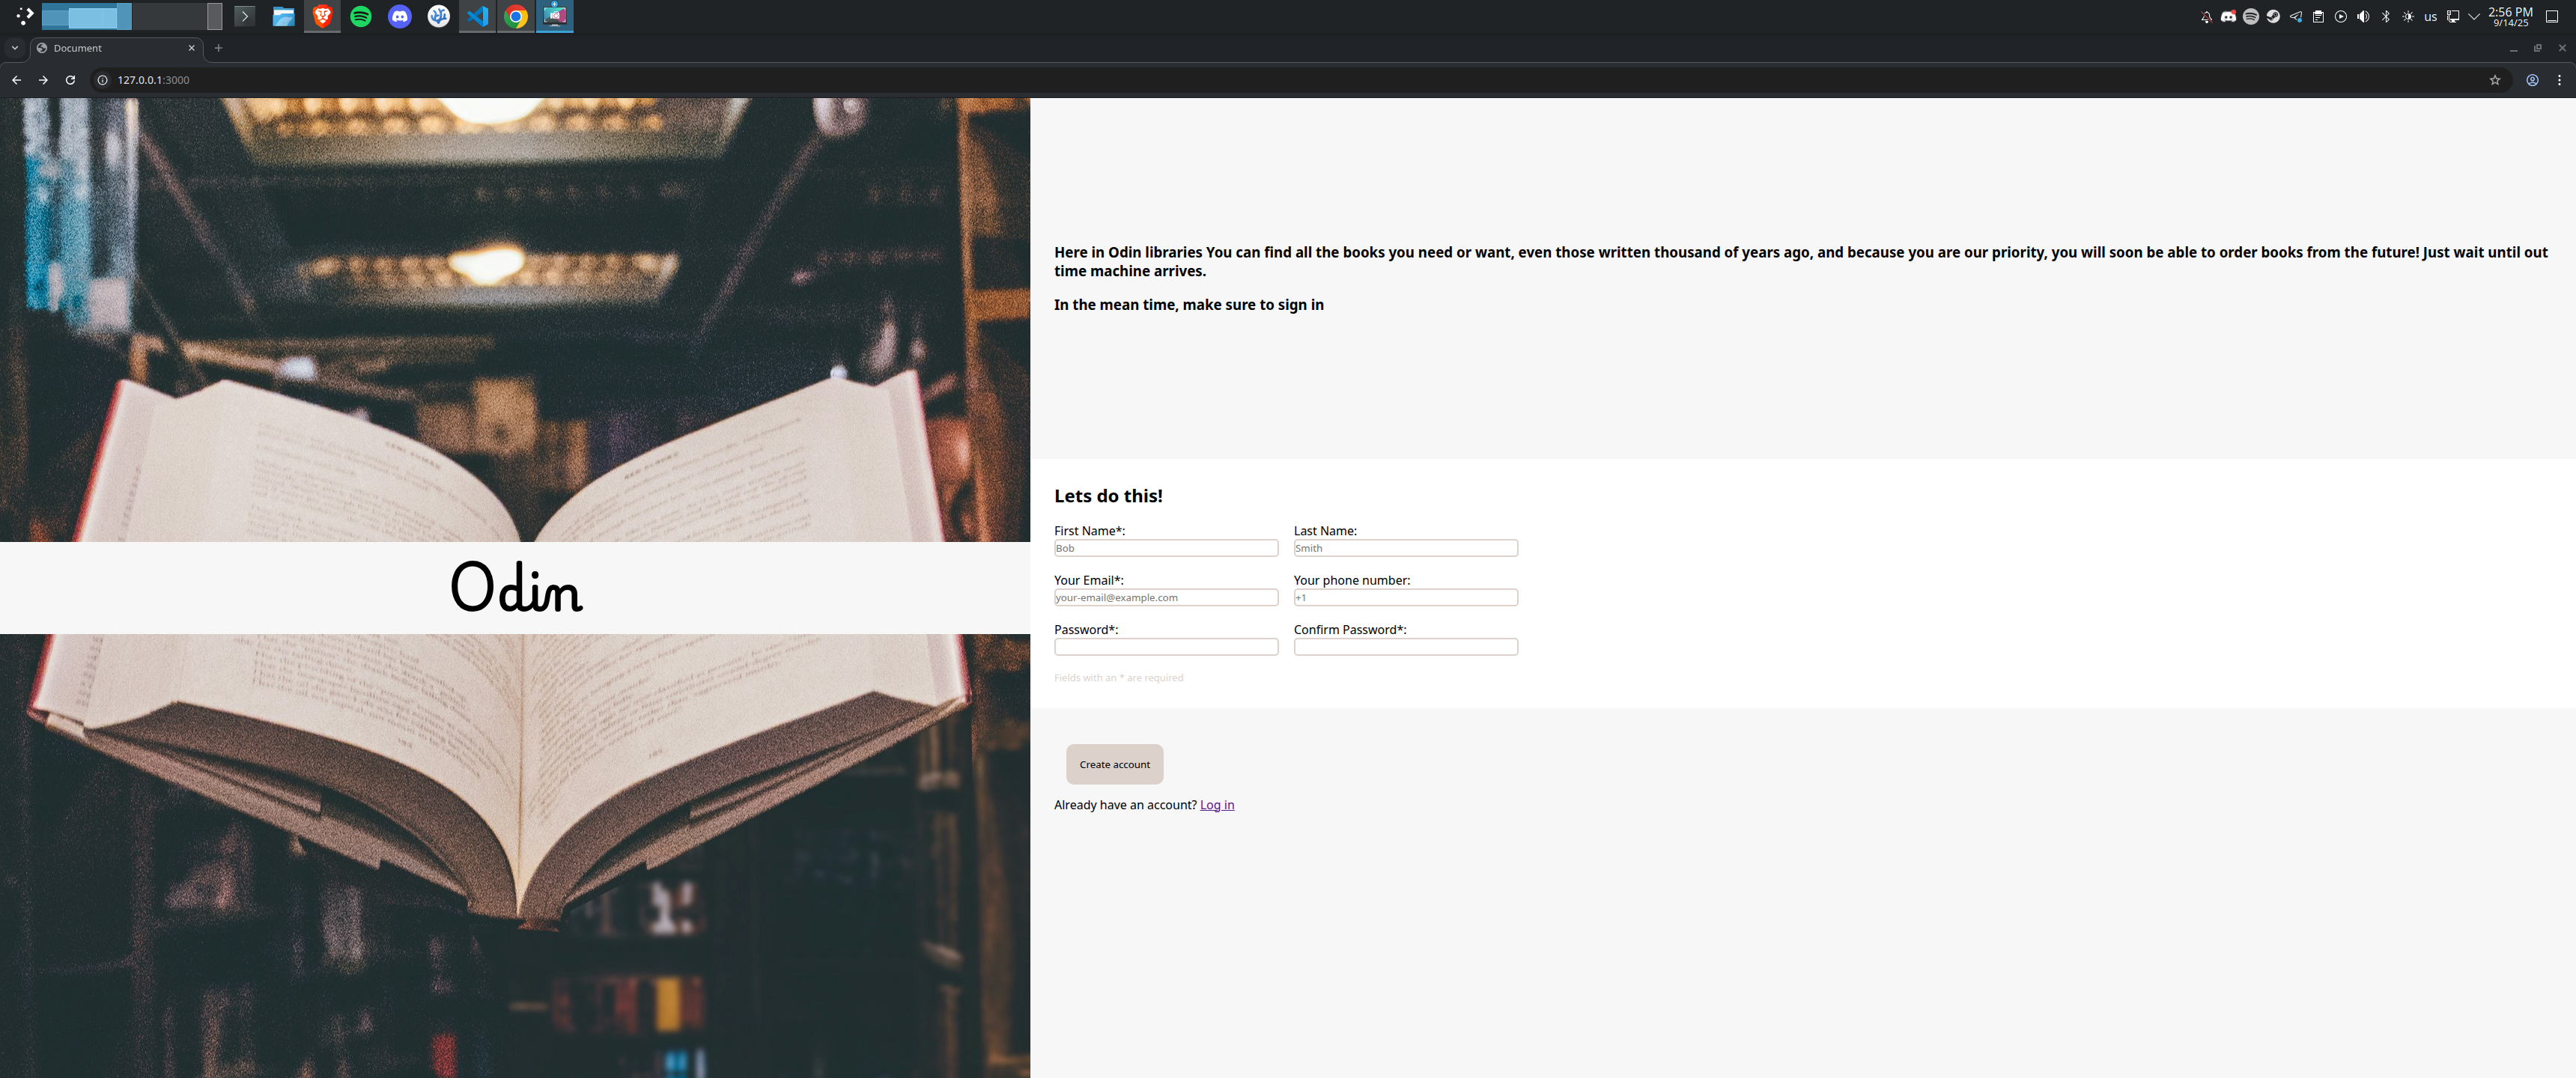 us
2:56 PM
9/14/25
Document
127.0.0.1:3000
Here in Odin libraries You can find all the books you need or want, even those written thousand of years ago, and because you are our priority, you will soon be able to order books from the future! Just wait until out
time machine arrives.
In the mean time, make sure to sign in
Odin
Lets do this!
First Name*: Last Name:
Bob Smith
Your Email*: Your phone number:
your-email@example.com +1
Password*: Confirm Password*:
Fields with an * are required
Create account
Already have an account? Log in